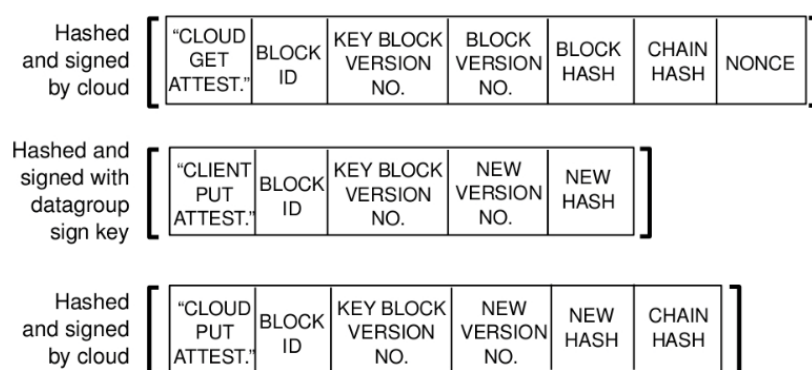 Hashed
and signed
by cloud
"CLOUD
GET
ATTEST."
BLOCK
ID
KEY BLOCK
VERSION
NO.
BLOCK
VERSION
NO.
BLOCK
HASH
CHAIN
HASH
NONCE
Hashed and
signed with
datagroup
sign key
"CLIENT
PUT
ATTEST."
BLOCK
ID
KEY BLOCK
VERSION
NO.
NEW
VERSION
NO.
NEW
HASH
Hashed
and signed
by cloud
"CLOUD
PUT
ATTEST."
BLOCK
ID
KEY BLOCK
VERSION
NO.
NEW
VERSION
NO.
NEW
HASH
CHAIN
HASH